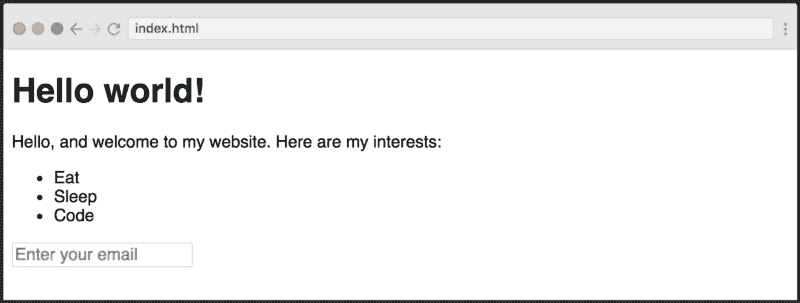 index.html
Hello world!
Hello, and welcome to my website. Here are my interests:
Eat
Sleep
Code
Enter your email